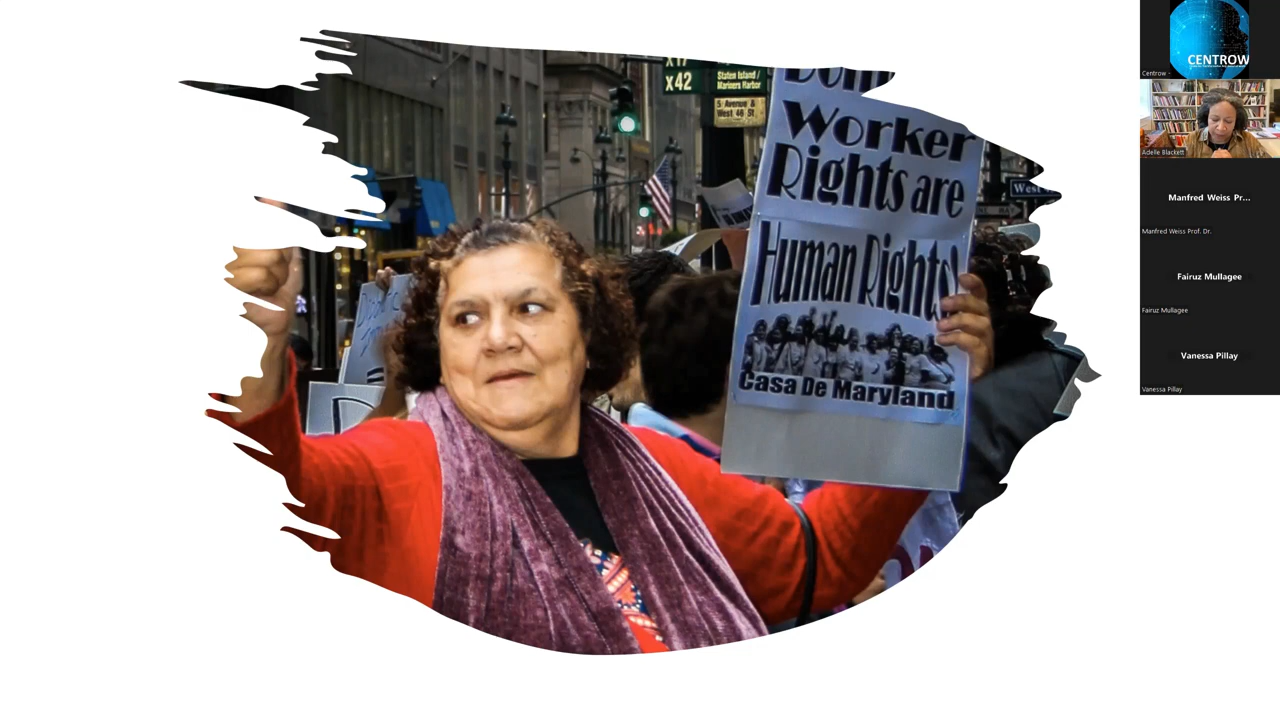 X42
Staten Island /
Mariners Harbor
5 Avenue &
West 46 St
Worker
Rights are
Human Rights!
Casa De Maryland
West
CENTROW
Centrow -
Adelle Blackett
Manfred Weiss Pr...
Manfred Weiss Prof. Dr.
Fairuz Mullagee
Fairuz Mullagee
Vanessa Pillay
Vanessa Pillay